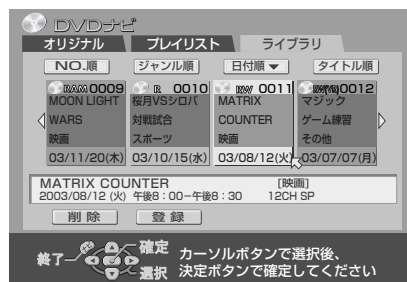 DVDナビ
オリジナル プレイリスト ライブラリ
NO.順 ジャンル順 日付順▼ タイトル順
RAM 0009 R 0010 RW 0011 RW(VR) 0012
MOON LIGHT 桜月VSシロバ MATRIX マジック
WARS 対戦試合 COUNTER ゲーム練習
映画 スポーツ 映画 その他
03/11/20(木) 03/10/15(水) 03/08/12(火) 03/07/07(月)
MATRIX COUNTER [映画]
2003/08/12 (火) 午後8：00−午後8：30 12CH SP
削除 登録
終了 確定 カーソルボタンで選択後、
選択 決定ボタンで確定してください